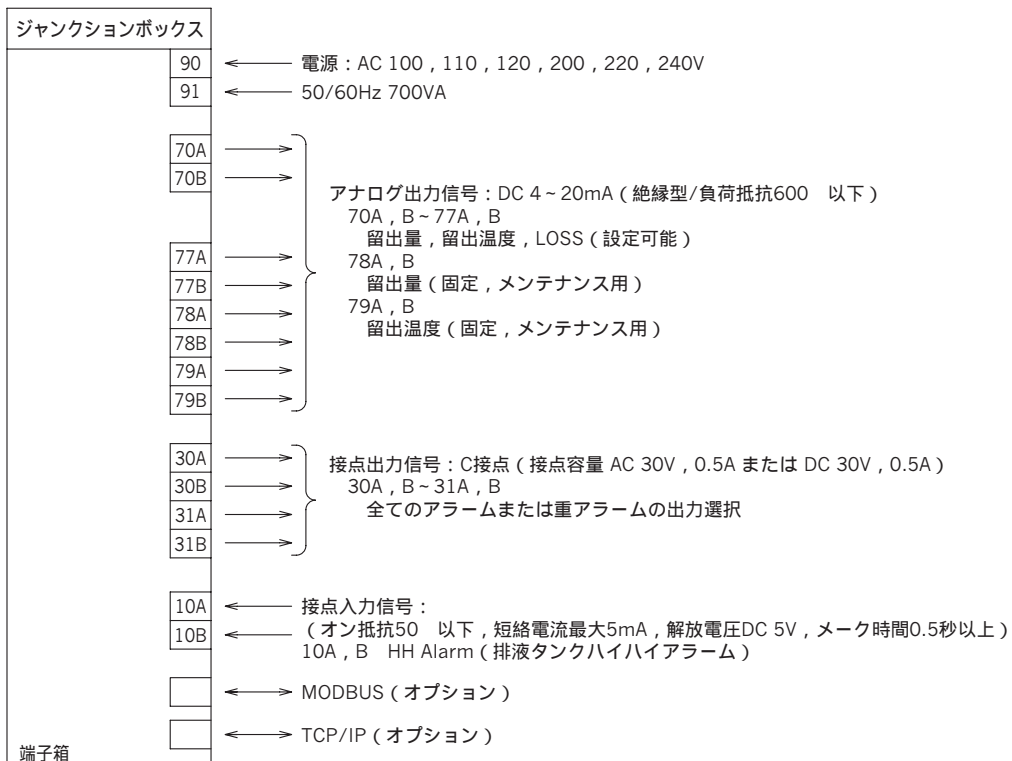 ジャンクションボックス
90 電源：AC 100，110，120，200，220，240V
91 50/60Hz 700VA
70A
70B
アナログ出力信号：DC 4～20mA（絶縁型/負荷抵抗600　以下）
70A，B～77A，B
留出量，留出温度，LOSS（設定可能）
77A
78A，B
77B
留出量（固定，メンテナンス用）
78A
79A，B
留出温度（固定，メンテナンス用）
78B
79A
79B
30A
接点出力信号：C接点（接点容量 AC 30V，0.5A または DC 30V，0.5A）
30B
30A，B～31A，B
31A
全てのアラームまたは重アラームの出力選択
31B
10A 接点入力信号：
10B （オン抵抗50　以下，短絡電流最大5mA，解放電圧DC 5V，メーク時間0.5秒以上）
10A，B　HH Alarm（排液タンクハイハイアラーム）
MODBUS（オプション）
TCP/IP（オプション）
端子箱